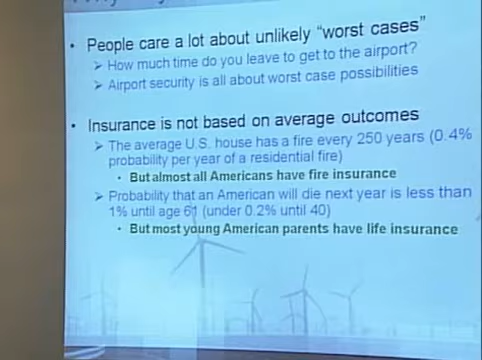 • People care a lot about unlikely "worst cases"
➢ How much time do you leave to get to the airport?
➢ Airport security is all about worst case possibilities
• Insurance is not based on average outcomes
➢ The average U.S. house has a fire every 250 years (0.4%
probability per year of a residential fire)
• But almost all Americans have fire insurance
➢ Probability that an American will die next year is less than
1% until age 61 (under 0.2% until 40)
• But most young American parents have life insurance